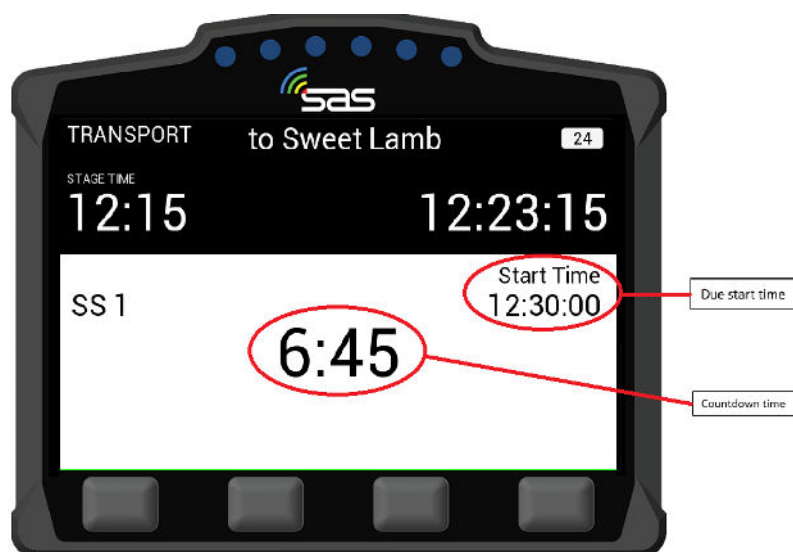 sas
TRANSPORT to Sweet Lamb 24
STAGE TIME
12:15 12:23:15
Start Time
SS 1 12:30:00
6:45
Due start time
Countdown time